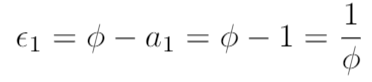 ϵ₁ = ϕ − a₁ = ϕ − 1 = 1/ϕ